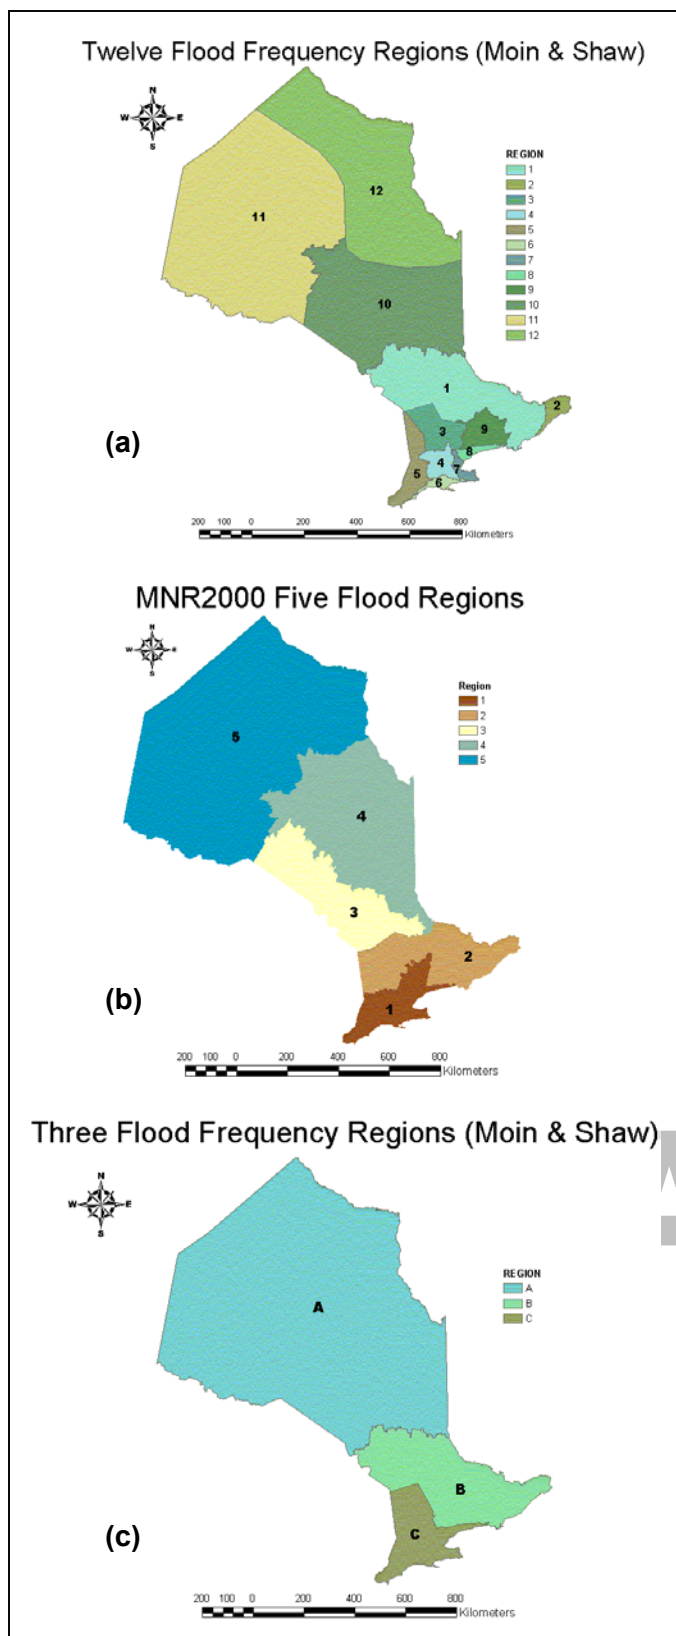 Twelve Flood Frequency Regions (Moin & Shaw)
N
W E
S
REGION
1
2
3
4
5
6
7
8
9
10
11
12
12
11
10
1
2
3
9
8
4
7
5
6
(a)
200 100 0 200 400 600 800
Kilometers
MNR2000 Five Flood Regions
N
W E
S
Region
1
2
3
4
5
5
4
3
2
1
(b)
200 100 0 200 400 600 800
Kilometers
Three Flood Frequency Regions (Moin & Shaw)
N
W E
S
REGION
A
B
C
A
B
C
(c)
200 100 0 200 400 600 800
Kilometers